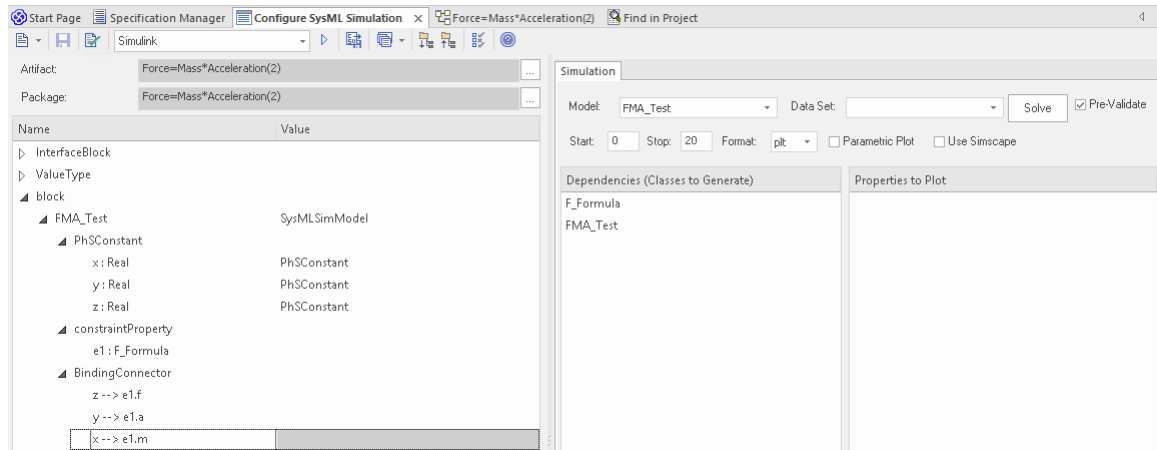 Start Page Specification Manager Configure SysML Simulation × Force=Mass*Acceleration(2) Find in Project
Simulink
Artifact: Force=Mass*Acceleration(2) ...
Package: Force=Mass*Acceleration(2) ...
Name Value
InterfaceBlock
ValueType
block
FMA_Test SysMLSimModel
PhSConstant
x : Real PhSConstant
y : Real PhSConstant
z : Real PhSConstant
constraintProperty
e1 : F_Formula
BindingConnector
z --> e1.f
y --> e1.a
x --> e1.m
Simulation
Model: FMA_Test Data Set: Solve Pre-Validate
Start: 0 Stop: 20 Format: plt Parametric Plot Use Simscape
Dependencies (Classes to Generate) Properties to Plot
F_Formula
FMA_Test